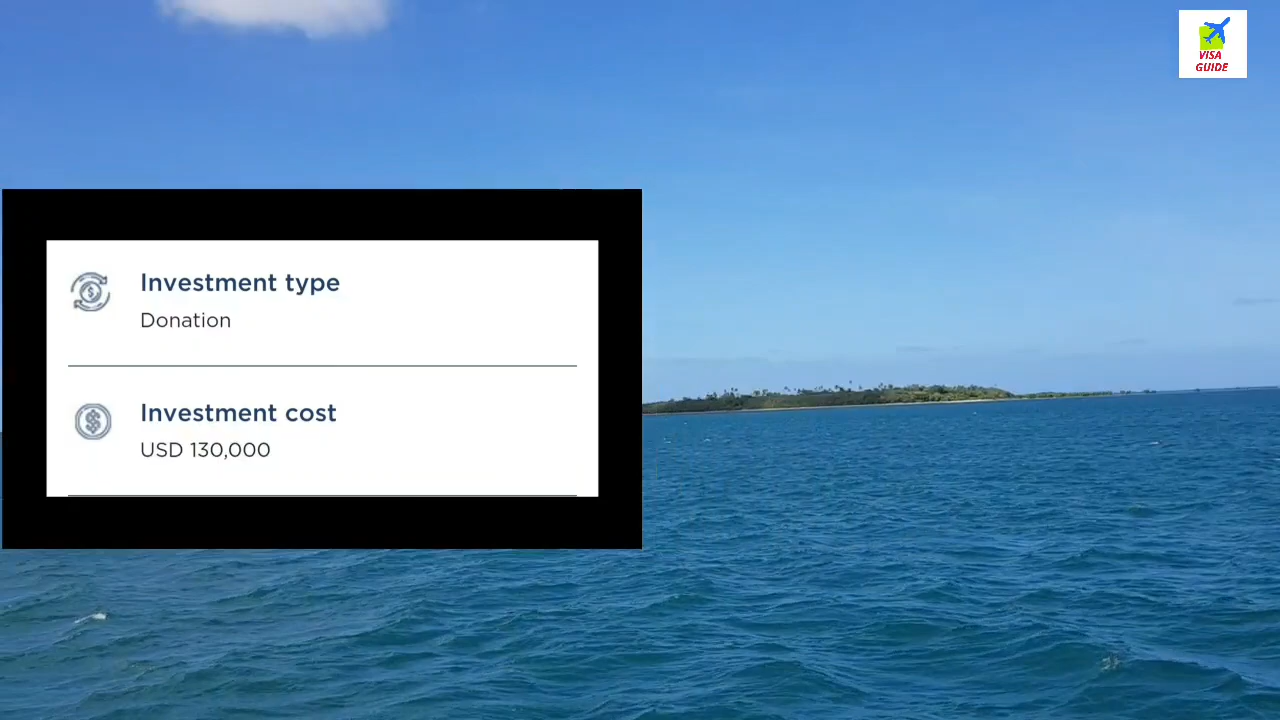 VISA
GUIDE
Investment type
Donation
Investment cost
USD 130,000